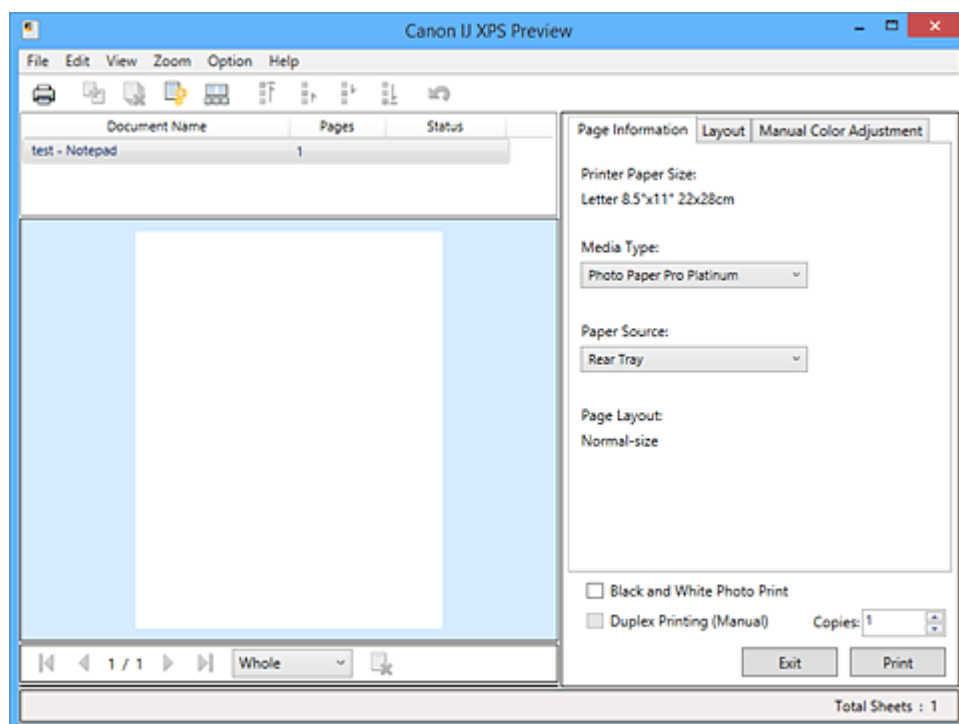 Canon IJ XPS Preview
File Edit View Zoom Option Help
Document Name Pages Status
test - Notepad 1
Page Information Layout Manual Color Adjustment
Printer Paper Size:
Letter 8.5"x11" 22x28cm
Media Type:
Photo Paper Pro Platinum
Paper Source:
Rear Tray
Page Layout:
Normal-size
Black and White Photo Print
Duplex Printing (Manual) Copies: 1
1 / 1 Whole
Exit Print
Total Sheets : 1